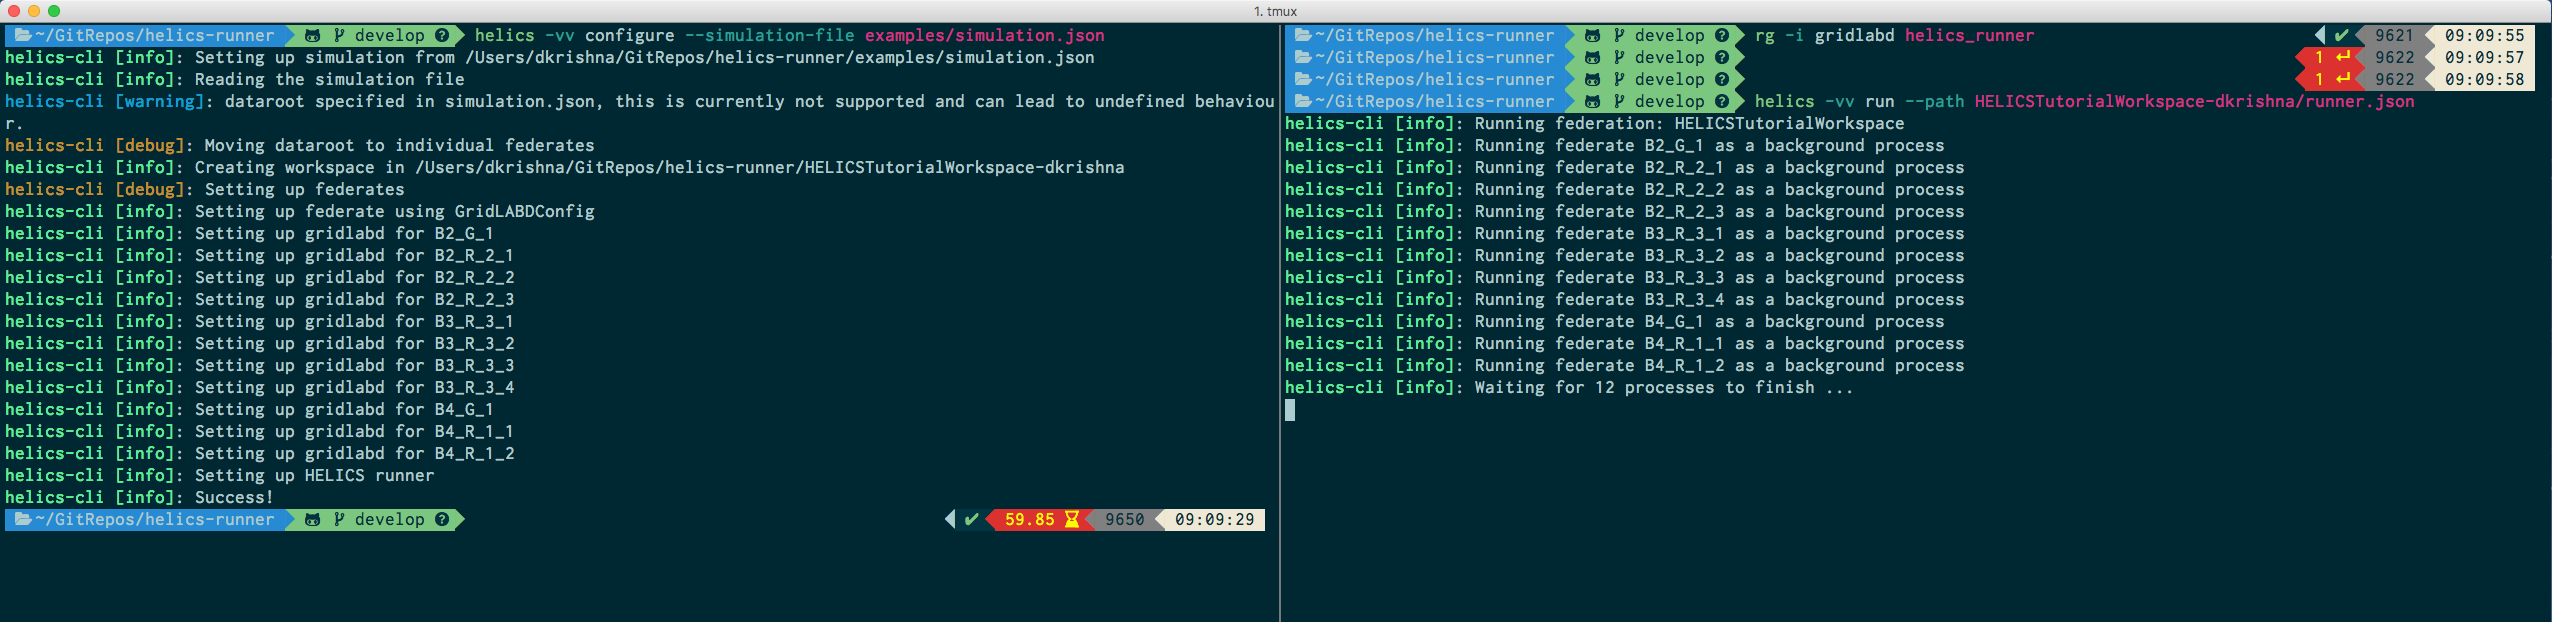 1. tmux
~/GitRepos/helics-runner develop helics -vv configure --simulation-file examples/simulation.json
helics-cli [info]: Setting up simulation from /Users/dkrishna/GitRepos/helics-runner/examples/simulation.json
helics-cli [info]: Reading the simulation file
helics-cli [warning]: dataroot specified in simulation.json, this is currently not supported and can lead to undefined behaviou
r.
helics-cli [debug]: Moving dataroot to individual federates
helics-cli [info]: Creating workspace in /Users/dkrishna/GitRepos/helics-runner/HELICSTutorialWorkspace-dkrishna
helics-cli [debug]: Setting up federates
helics-cli [info]: Setting up federate using GridLABDConfig
helics-cli [info]: Setting up gridlabd for B2_G_1
helics-cli [info]: Setting up gridlabd for B2_R_2_1
helics-cli [info]: Setting up gridlabd for B2_R_2_2
helics-cli [info]: Setting up gridlabd for B2_R_2_3
helics-cli [info]: Setting up gridlabd for B3_R_3_1
helics-cli [info]: Setting up gridlabd for B3_R_3_2
helics-cli [info]: Setting up gridlabd for B3_R_3_3
helics-cli [info]: Setting up gridlabd for B3_R_3_4
helics-cli [info]: Setting up gridlabd for B4_G_1
helics-cli [info]: Setting up gridlabd for B4_R_1_1
helics-cli [info]: Setting up gridlabd for B4_R_1_2
helics-cli [info]: Setting up HELICS runner
helics-cli [info]: Success!
~/GitRepos/helics-runner develop ? ✔ 59.85 9650 09:09:29
~/GitRepos/helics-runner develop ? rg -i gridlabd helics_runner ✔ 9621 09:09:55
~/GitRepos/helics-runner develop ? 1 ↵ 9622 09:09:57
~/GitRepos/helics-runner develop ? 1 ↵ 9622 09:09:58
~/GitRepos/helics-runner develop ? helics -vv run --path HELICSTutorialWorkspace-dkrishna/runner.json
helics-cli [info]: Running federation: HELICSTutorialWorkspace
helics-cli [info]: Running federate B2_G_1 as a background process
helics-cli [info]: Running federate B2_R_2_1 as a background process
helics-cli [info]: Running federate B2_R_2_2 as a background process
helics-cli [info]: Running federate B2_R_2_3 as a background process
helics-cli [info]: Running federate B3_R_3_1 as a background process
helics-cli [info]: Running federate B3_R_3_2 as a background process
helics-cli [info]: Running federate B3_R_3_3 as a background process
helics-cli [info]: Running federate B3_R_3_4 as a background process
helics-cli [info]: Running federate B4_G_1 as a background process
helics-cli [info]: Running federate B4_R_1_1 as a background process
helics-cli [info]: Running federate B4_R_1_2 as a background process
helics-cli [info]: Waiting for 12 processes to finish ...